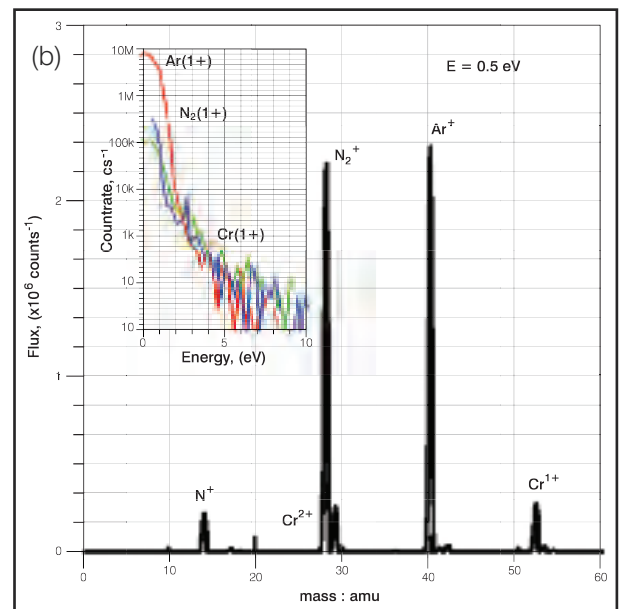 (b)
E = 0.5 eV
Ar(1+)
N₂(1+)
Cr(1+)
10M
1M
100k
10k
1k
10
10
Countrate, cs⁻¹
0
5
10
Energy, (eV)
N⁺
Cr²⁺
N₂⁺
Ar⁺
Cr¹⁺
3
2
1
0
Flux, (x10⁶ counts⁻¹)
0
10
20
30
40
50
60
mass : amu